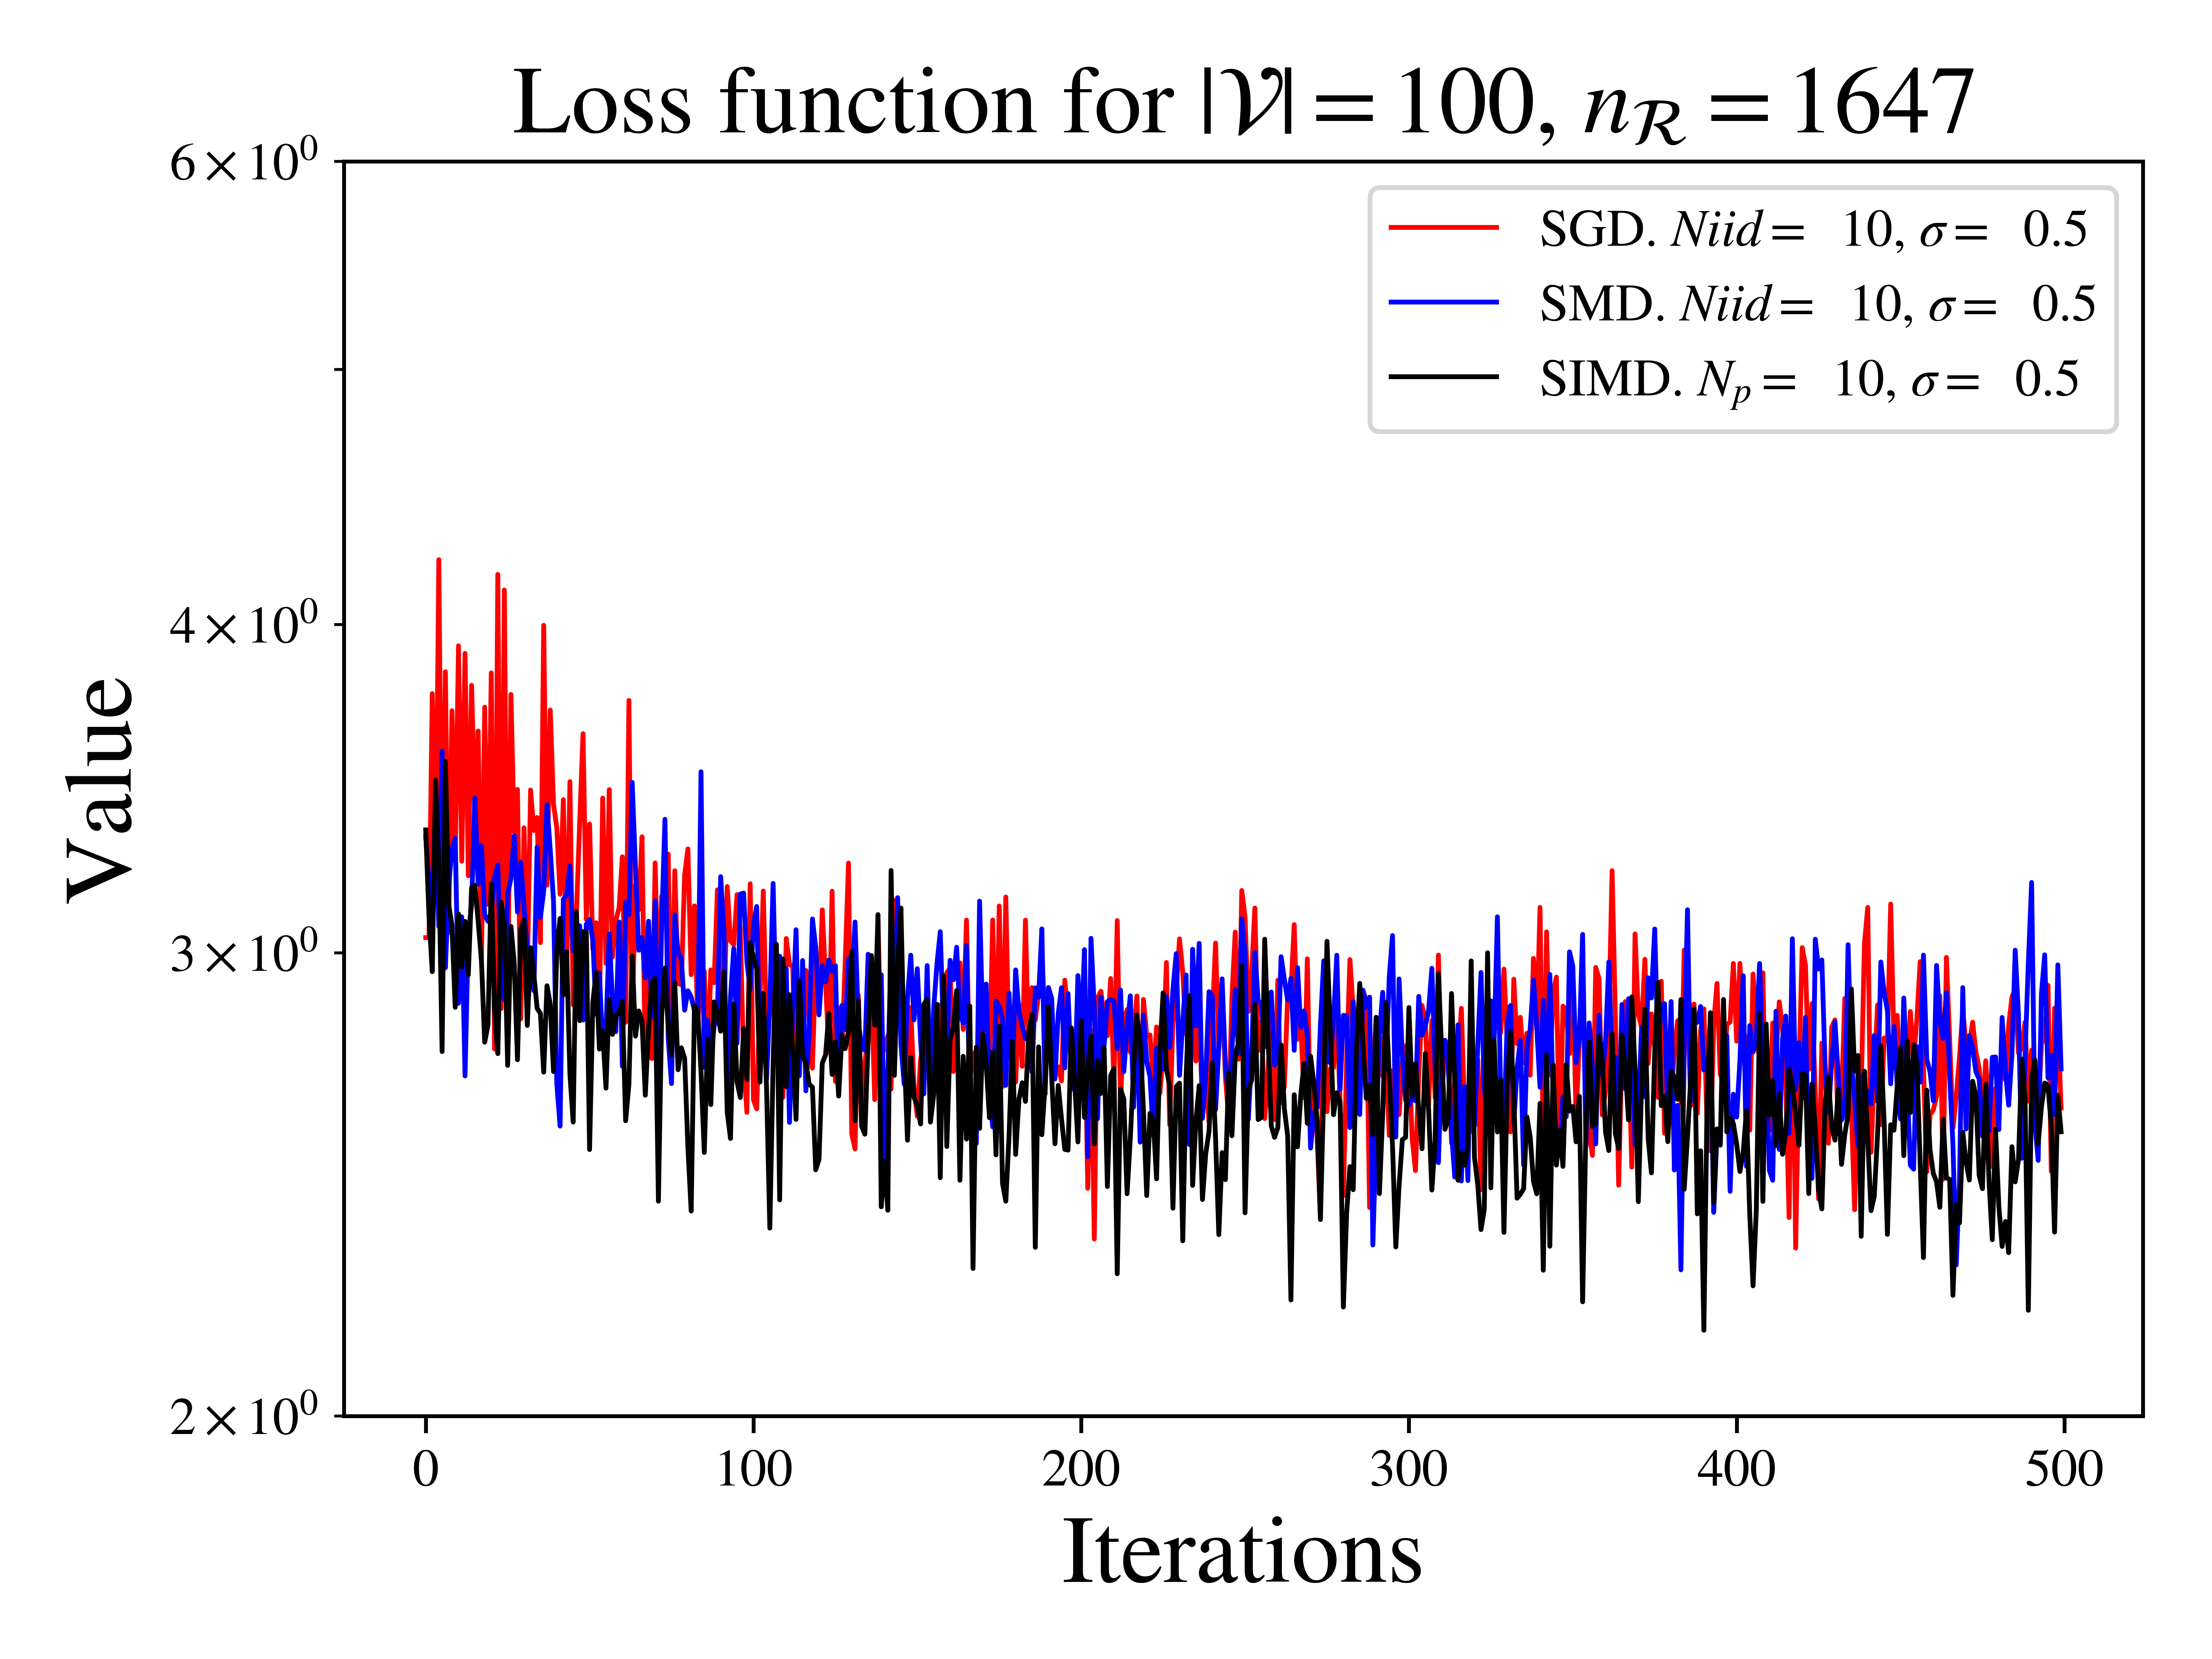 Loss function for |𝒱| = 100, n_ℛ = 1647
6×10⁰
4×10⁰
3×10⁰
2×10⁰
Value
SGD. Niid = 10, σ = 0.5
SMD. Niid = 10, σ = 0.5
SIMD. N_p = 10, σ = 0.5
0 100 200 300 400 500
Iterations